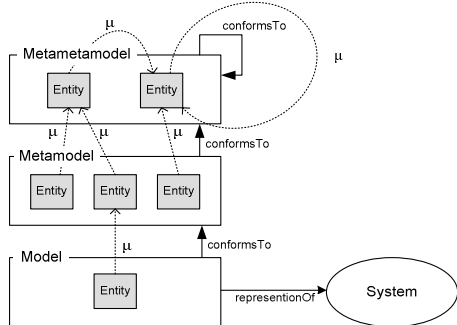 μ
conformsTo
Metametamodel
μ
Entity
Entity
μ
μ
μ
conformsTo
Metamodel
Entity
Entity
Entity
μ
conformsTo
Model
Entity
representionOf
System